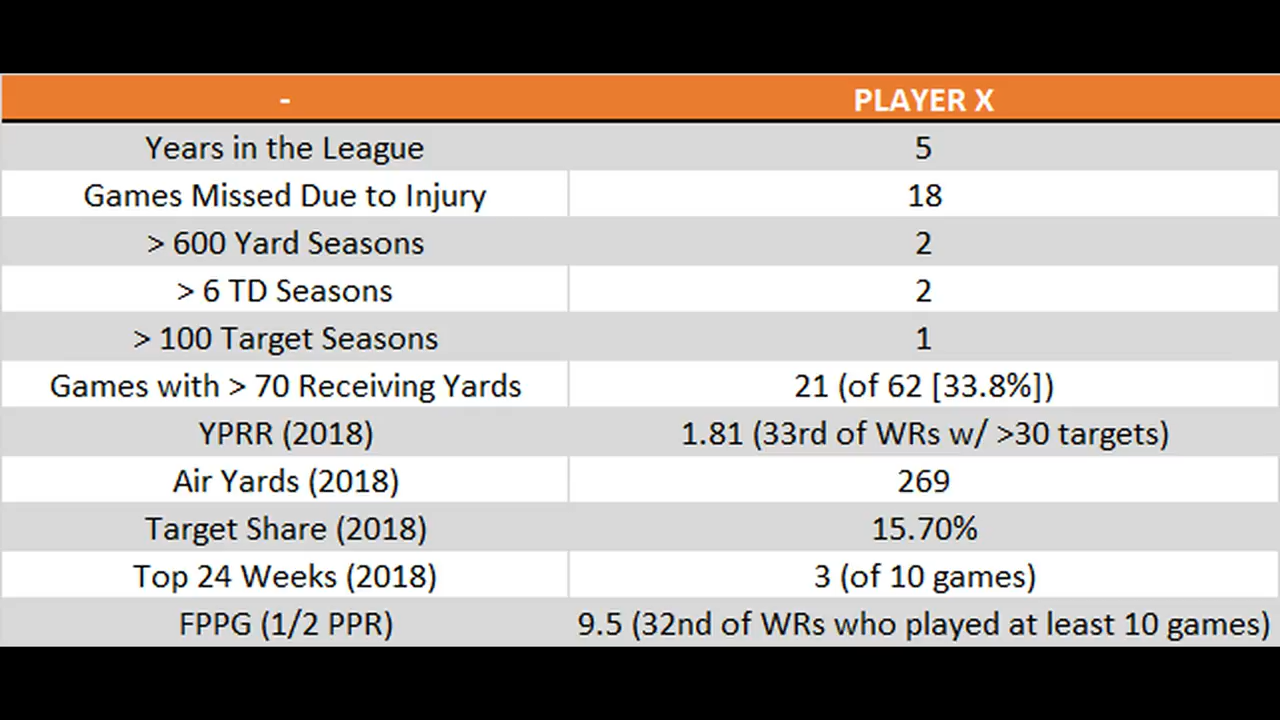 - PLAYER X
Years in the League 5
Games Missed Due to Injury 18
> 600 Yard Seasons 2
> 6 TD Seasons 2
> 100 Target Seasons 1
Games with > 70 Receiving Yards 21 (of 62 [33.8%])
YPRR (2018) 1.81 (33rd of WRs w/ >30 targets)
Air Yards (2018) 269
Target Share (2018) 15.70%
Top 24 Weeks (2018) 3 (of 10 games)
FPPG (1/2 PPR) 9.5 (32nd of WRs who played at least 10 games)